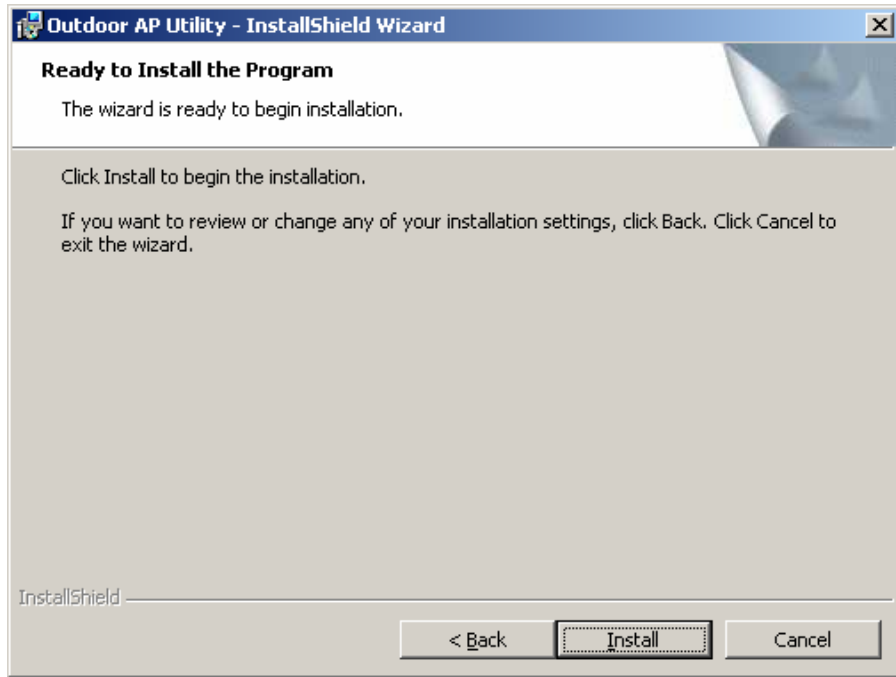 Outdoor AP Utility - InstallShield Wizard
Ready to Install the Program
The wizard is ready to begin installation.
Click Install to begin the installation.
If you want to review or change any of your installation settings, click Back. Click Cancel to
exit the wizard.
InstallShield
< Back
Install
Cancel